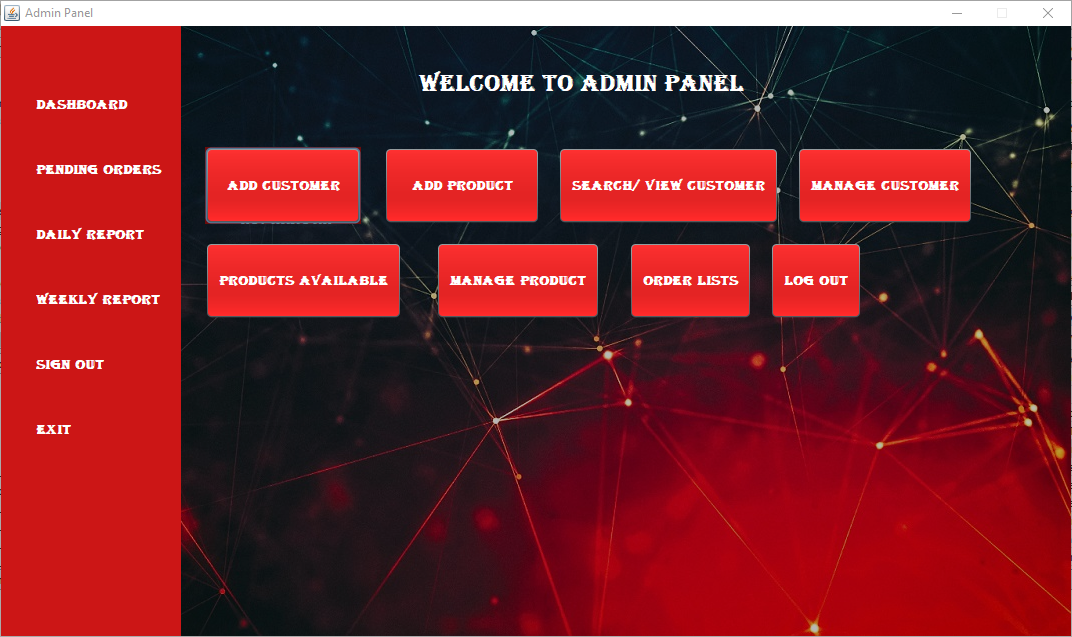 Admin Panel
WELCOME TO ADMIN PANEL
DASHBOARD
PENDING ORDERS
DAILY REPORT
WEEKLY REPORT
SIGN OUT
EXIT
ADD CUSTOMER
ADD PRODUCT
SEARCH/ VIEW CUSTOMER
MANAGE CUSTOMER
PRODUCTS AVAILABLE
MANAGE PRODUCT
ORDER LISTS
LOG OUT